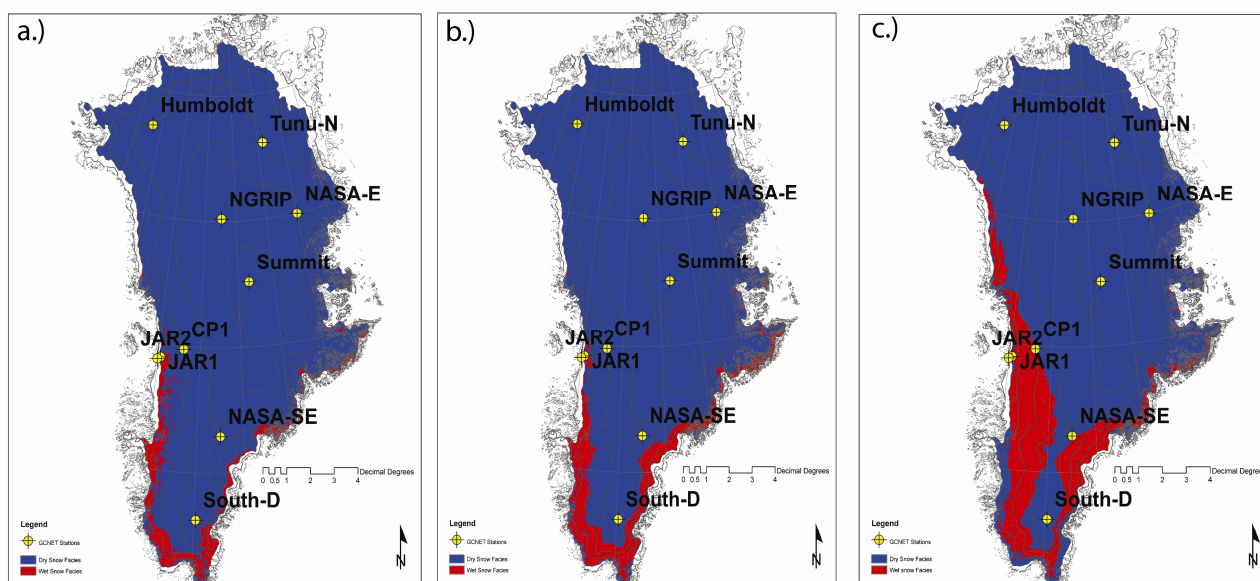 a.)
Humboldt
Tunu-N
NGRIP
NASA-E
Summit
JAR2
CP1
JAR1
NASA-SE
0 0.5 1 2 3 4
Decimal Degrees
South-D
Legend
GCNET Stations
Dry Snow Facies
Wet Snow Facies
N
b.)
Humboldt
Tunu-N
NGRIP
NASA-E
Summit
JAR2
CP1
JAR1
NASA-SE
0 0.5 1 2 3 4
Decimal Degrees
South-D
Legend
GCNET Stations
Dry Snow Facies
Wet Snow Facies
N
c.)
Humboldt
Tunu-N
NGRIP
NASA-E
Summit
JAR2
CP1
JAR1
NASA-SE
0 0.5 1 2 3 4
Decimal Degrees
South-D
Legend
GCNET Stations
Dry Snow Facies
Wet Snow Facies
N